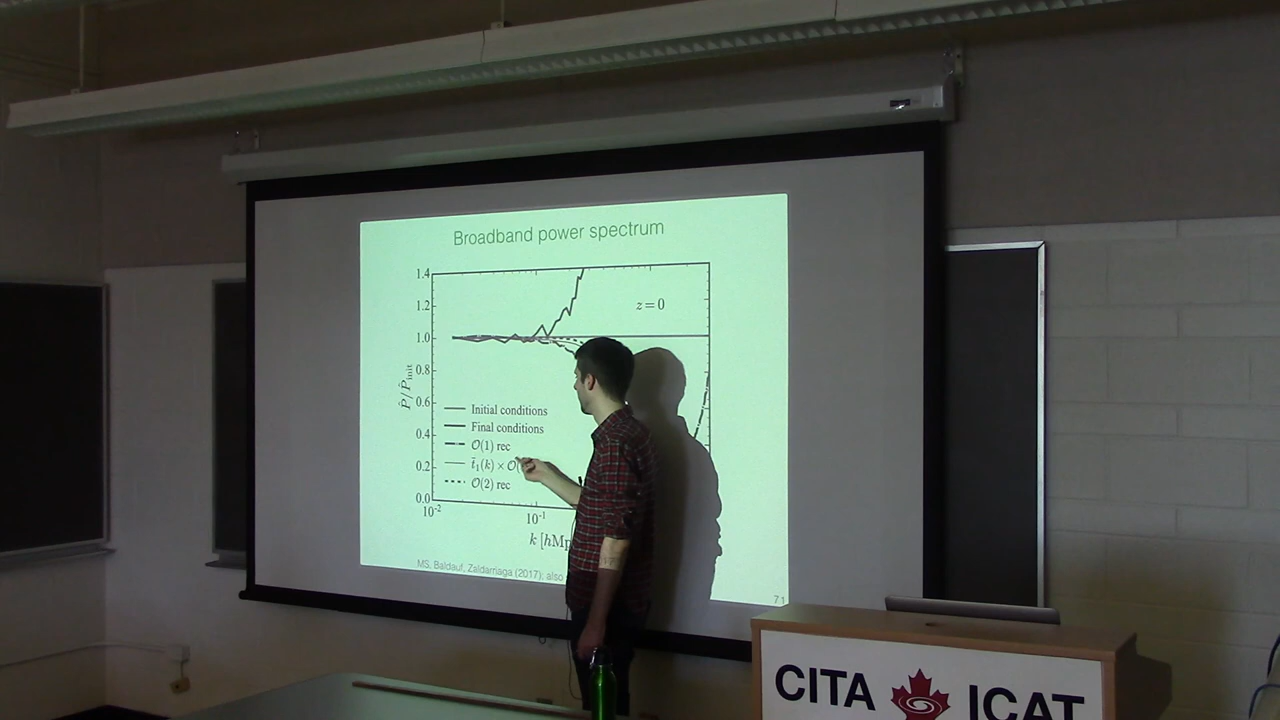 Broadband power spectrum
1.4
1.2
1.0
0.8
0.6
0.4
0.2
0.0
P̂/P̂init
z = 0
Initial conditions
Final conditions
O(1) rec
t̃₁(k) × O(
O(2) rec
10⁻²
10⁻¹
k [hMp
MS, Baldauf, Zaldarriaga (2017); also
71
CITA ICAT